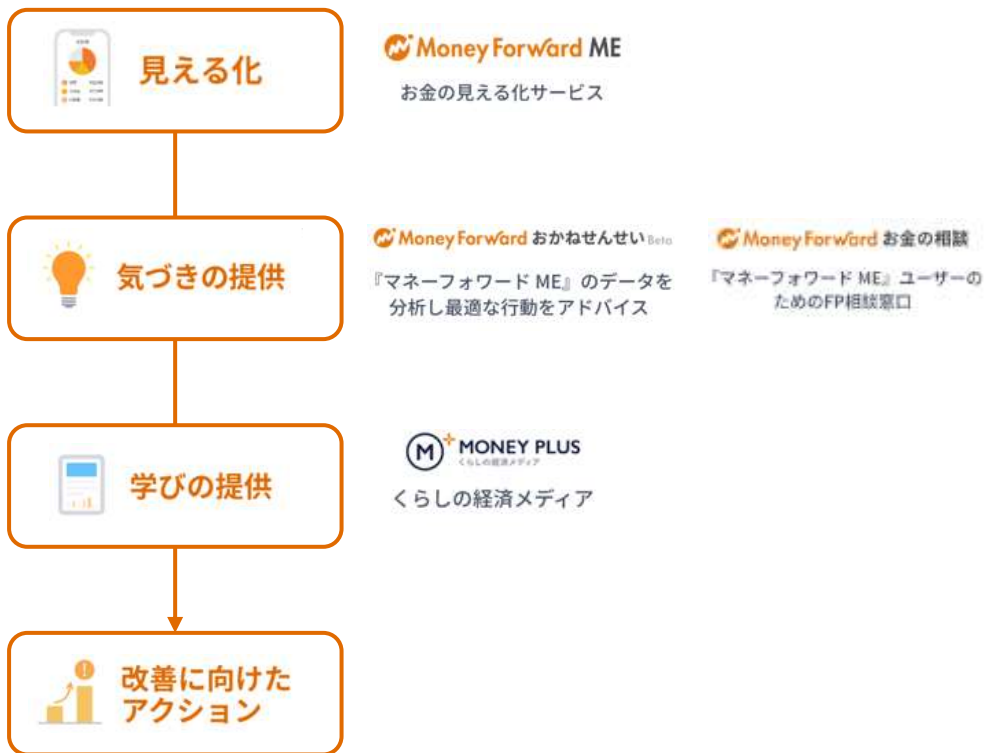 見える化
Money Forward ME
お金の見える化サービス
気づきの提供
Money Forward おかねせんせい Beta
『マネーフォワード ME』のデータを
分析し最適な行動をアドバイス
Money Forward お金の相談
『マネーフォワード ME』ユーザーの
ためのFP相談窓口
学びの提供
M
MONEY PLUS
くらしの経済メディア
くらしの経済メディア
改善に向けた
アクション